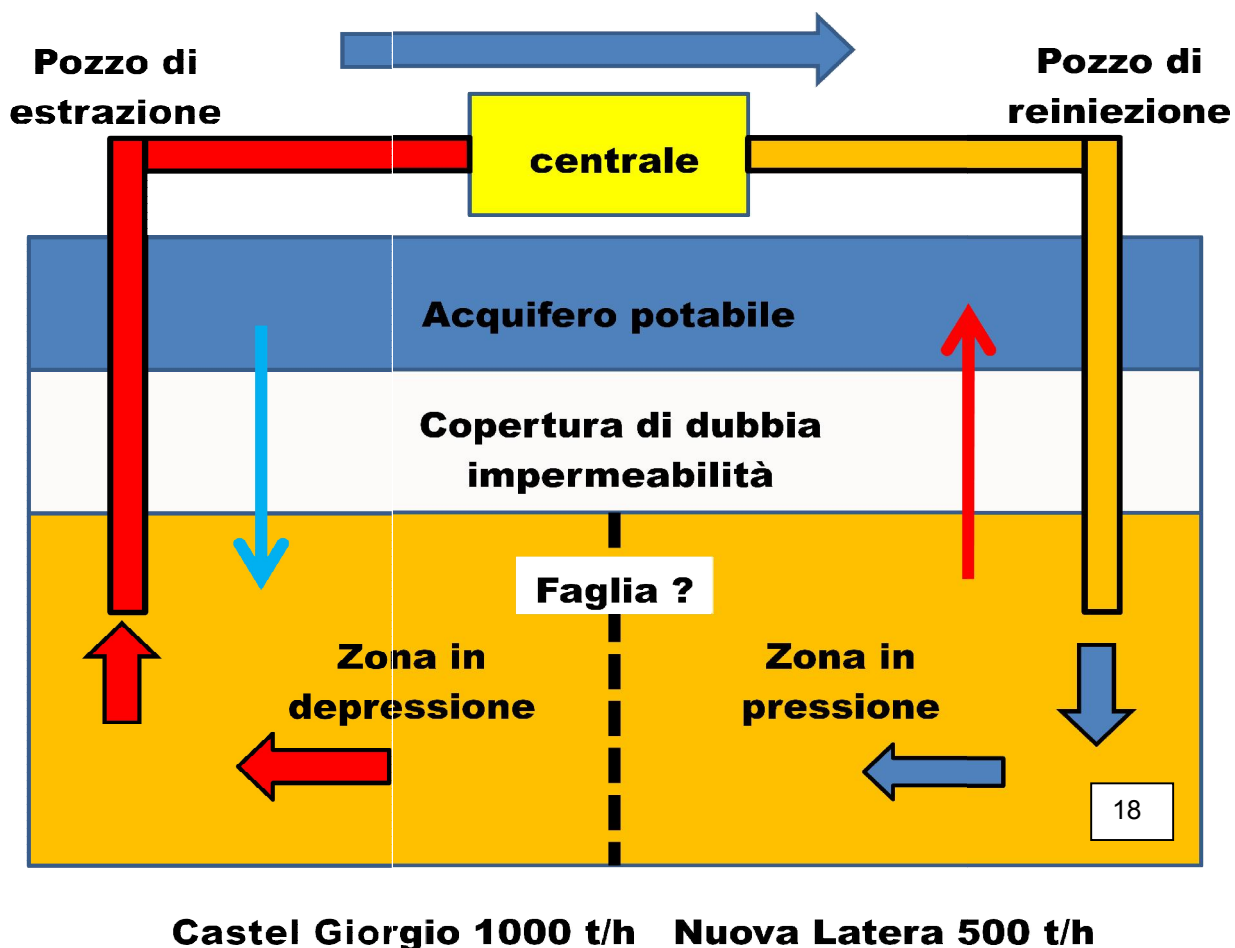 Pozzo di
estrazione
Pozzo di
reiniezione
centrale
Acquifero potabile
Copertura di dubbia
impermeabilità
Faglia ?
Zona in
depressione
Zona in
pressione
18
Castel Giorgio 1000 t/h Nuova Latera 500 t/h